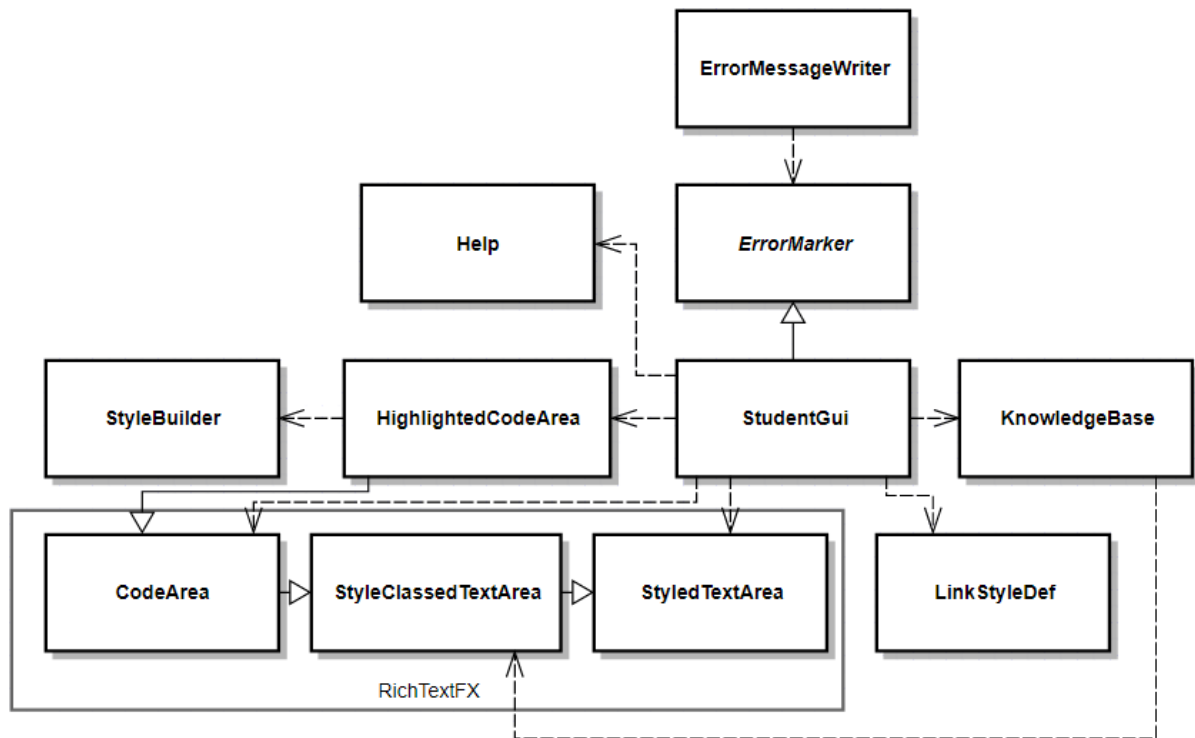 ErrorMessageWriter
Help
ErrorMarker
StyleBuilder
HighlightedCodeArea
StudentGui
KnowledgeBase
CodeArea
StyleClassedTextArea
StyledTextArea
LinkStyleDef
RichTextFX